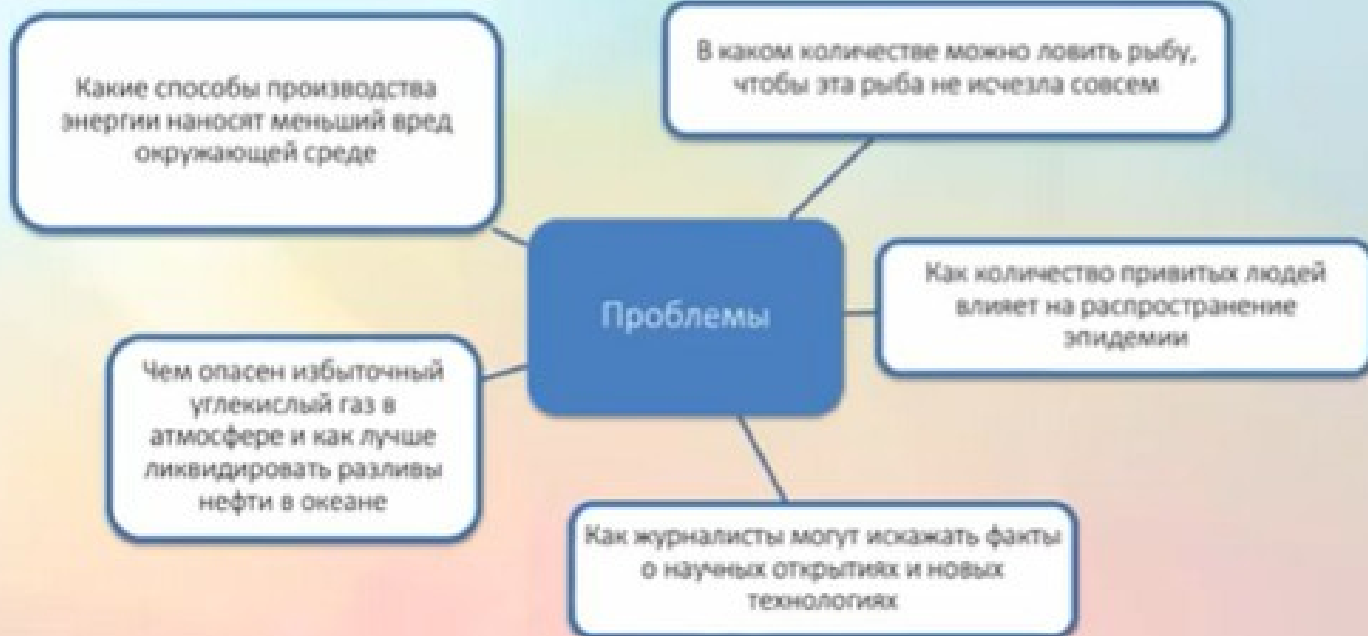 Какие способы производства
энергии наносят меньший вред
окружающей среде
В каком количестве можно ловить рыбу,
чтобы эта рыба не исчезла совсем
Проблемы
Как количество привитых людей
влияет на распространение
эпидемии
Чем опасен избыточный
углекислый газ в
атмосфере и как лучше
ликвидировать разливы
нефти в океане
Как журналисты могут искажать факты
о научных открытиях и новых
технологиях